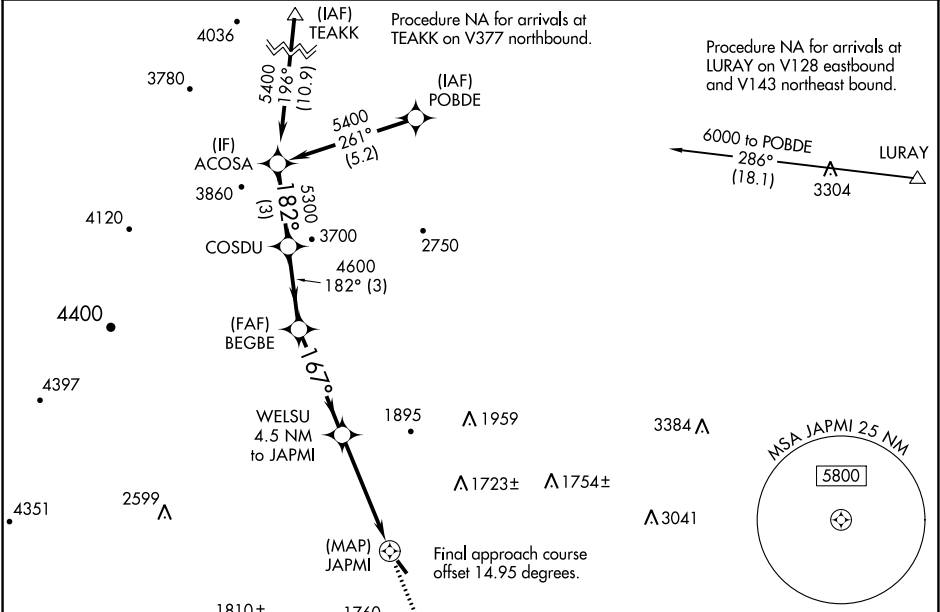 (IAF)
TEAKK
4036
Procedure NA for arrivals at
TEAKK on V377 northbound.
Procedure NA for arrivals at
LURAY on V128 eastbound
and V143 northeast bound.
3780
5400
196°
(10.9)
(IAF)
POBDE
5400
261°
(5.2)
6000 to POBDE
286°
(18.1)
LURAY
3304
(IF)
ACOSA
3860
5300
182°
(3)
4120
COSDU
3700
2750
4600
182° (3)
4400
(FAF)
BEGBE
167°
4397
WELSU
4.5 NM
to JAPMI
1895
1959
3384
MSA JAPMI 25 NM
5800
4351
2599
1723±
1754±
3041
(MAP)
JAPMI
Final approach course
offset 14.95 degrees.
1810±
1760